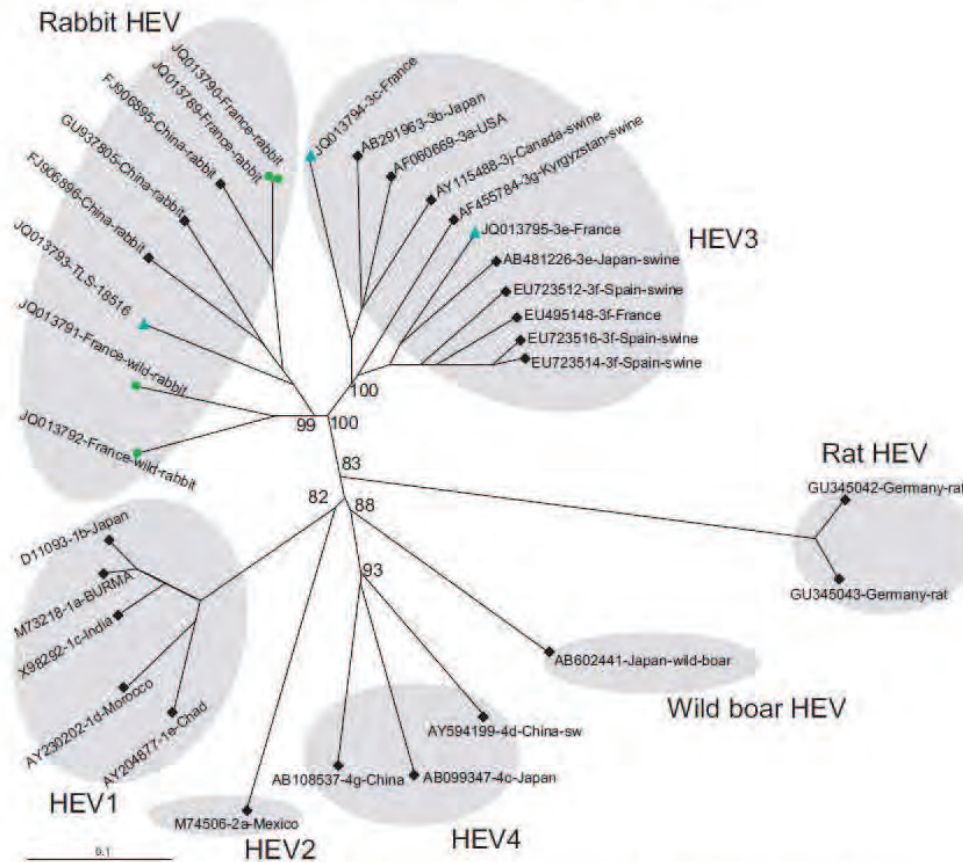 Rabbit HEV
JQ013790-France-rabbit
JQ013789-France-rabbit
FJ906895-China-rabbit
GU937805-China-rabbit
FJ906896-China-rabbit
JQ013793-TLS-18516
JQ013791-France-wild-rabbit
JQ013792-France-wild-rabbit
JQ013794-3c-France
AB291963-3b-Japan
AF060669-3a-USA
AY115488-3j-Canada-swine
AF455784-3g-Kyrgyzstan-swine
JQ013795-3e-France
HEV3
AB481226-3e-Japan-swine
EU723512-3f-Spain-swine
EU495148-3f-France
EU723516-3f-Spain-swine
EU723514-3f-Spain-swine
100
99
100
83
82
88
93
Rat HEV
GU345042-Germany-rat
GU345043-Germany-rat
D11093-1b-Japan
M73218-1a-BURMA
X98292-1c-India
AY230202-1d-Morocco
AY204877-1e-Chad
HEV1
AB602441-Japan-wild-boar
Wild boar HEV
AY594199-4d-China-sw
AB108537-4g-China
AB099347-4c-Japan
HEV4
M74506-2a-Mexico
HEV2
0.1